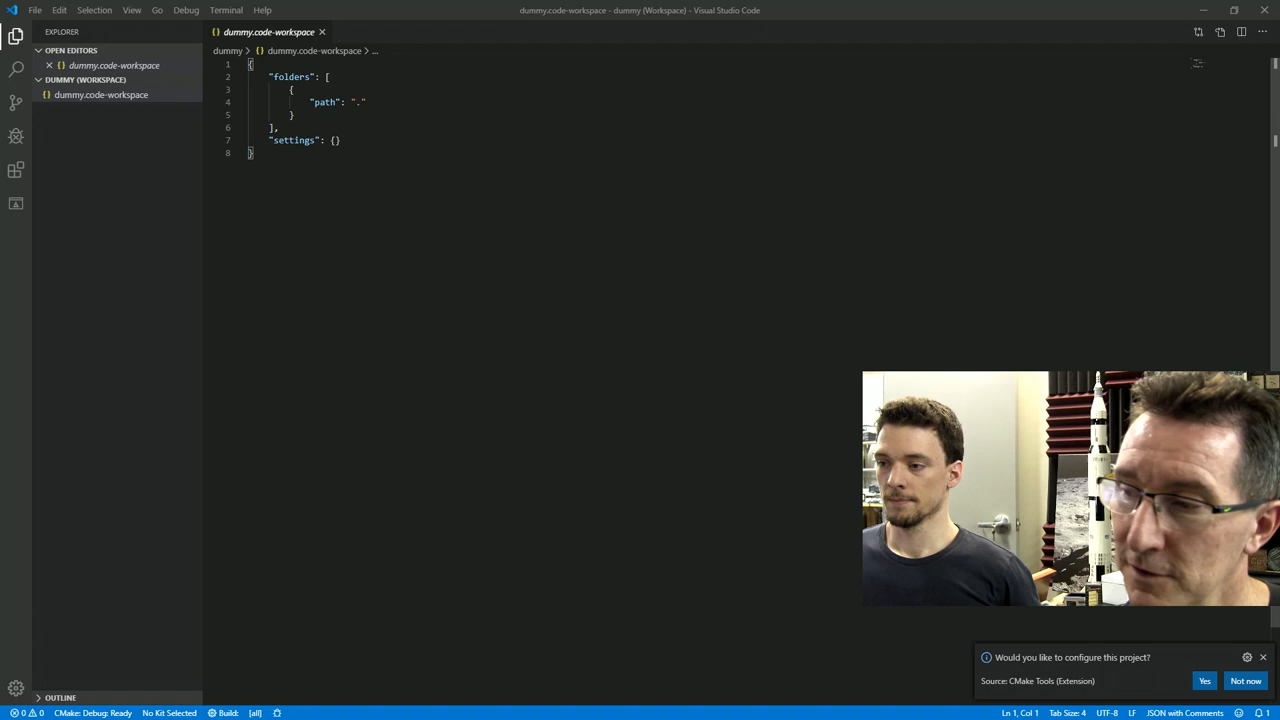 File Edit Selection View Go Debug Terminal Help
dummy.code-workspace - dummy (Workspace) - Visual Studio Code
EXPLORER
dummy.code-workspace
OPEN EDITORS
dummy.code-workspace
DUMMY (WORKSPACE)
dummy.code-workspace
dummy > {} dummy.code-workspace > ...
1 {
2 "folders": [
3 {
4 "path": "."
5 }
6 ],
7 "settings": {}
8 }
Would you like to configure this project?
Source: CMake Tools (Extension)
Yes
Not now
OUTLINE
0 0 CMake: Debug: Ready No Kit Selected Build: [all]
Ln 1, Col 1 Tab Size: 4 UTF-8 LF JSON with Comments 1